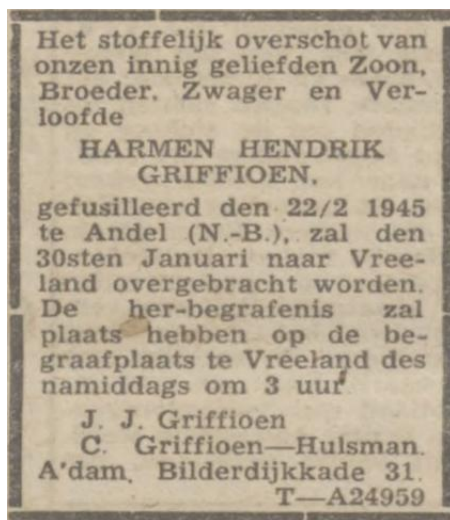 Het stoffelijk overschot van
onzen innig geliefden Zoon,
Broeder, Zwager en Ver-
loofde
HARMEN HENDRIK
GRIFFIOEN,
gefusilleerd den 22/2 1945
te Andel (N.-B.), zal den
30sten Januari naar Vree-
land overgebracht worden.
De her-begrafenis zal
plaats hebben op de be-
graafplaats te Vreeland des
namiddags om 3 uur
J. J. Griffioen
C. Griffioen—Hulsman.
A'dam, Bilderdijkkade 31.
T—A24959